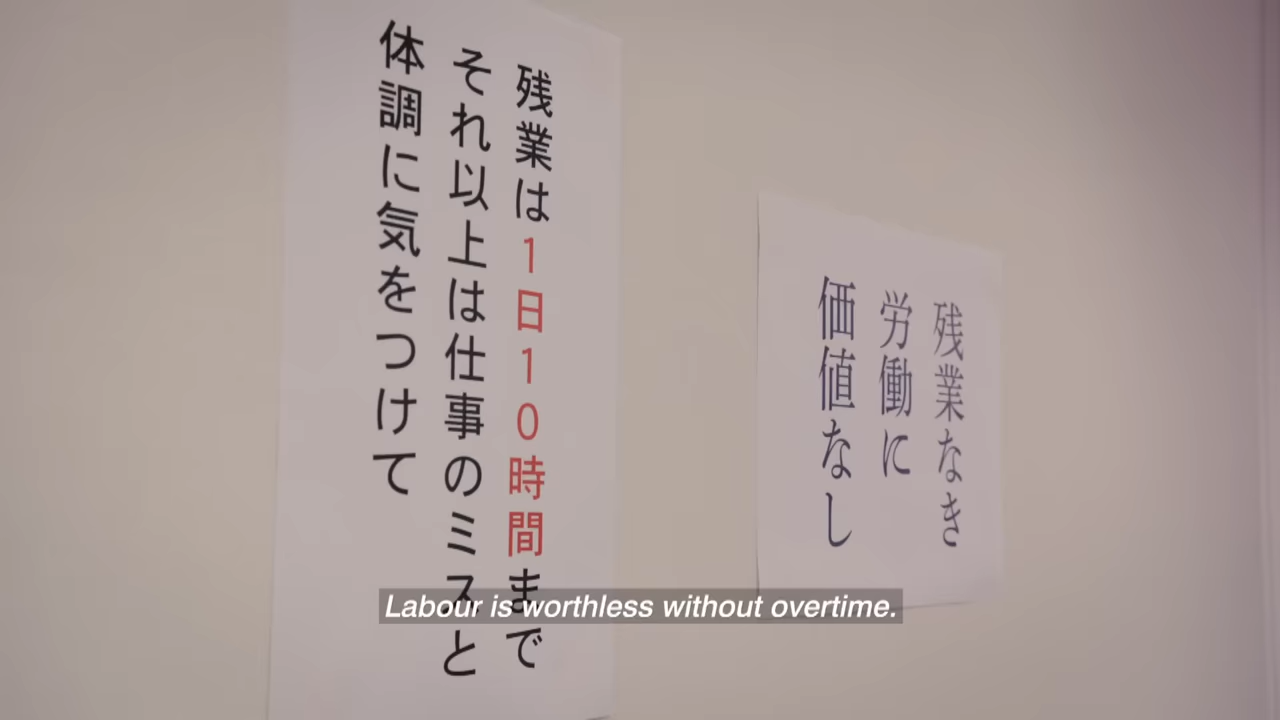 残業は1日10時間まで
それ以上は仕事のミスと
体調に気をつけて
残業なき
労働に
価値なし
Labour is worthless without overtime.